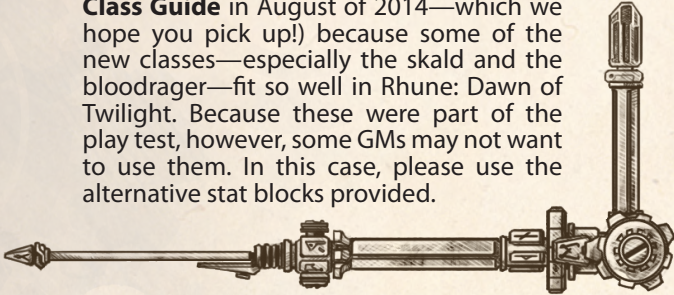 Class Guide in August of 2014—which we
hope you pick up!) because some of the
new classes—especially the skald and the
bloodrager—fit so well in Rhune: Dawn of
Twilight. Because these were part of the
play test, however, some GMs may not want
to use them. In this case, please use the
alternative stat blocks provided.